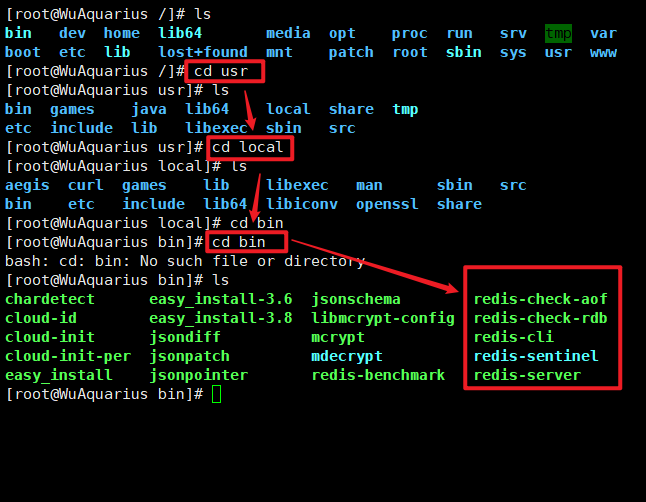 [root@WuAquarius /]# ls
bin dev home lib64 media opt proc run srv tmp var
boot etc lib lost+found mnt patch root sbin sys usr www
[root@WuAquarius /]# cd usr
[root@WuAquarius usr]# ls
bin games java lib64 local share tmp
etc include lib libexec sbin src
[root@WuAquarius usr]# cd local
[root@WuAquarius local]# ls
aegis curl games lib libexec man sbin src
bin etc include lib64 libiconv openssl share
[root@WuAquarius local]# cd bin
[root@WuAquarius bin]# cd bin
bash: cd: bin: No such file or directory
[root@WuAquarius bin]# ls
chardetect easy_install-3.6 jsonschema redis-check-aof
cloud-id easy_install-3.8 libmcrypt-config redis-check-rdb
cloud-init jsondiff mcrypt redis-cli
cloud-init-per jsonpatch mdecrypt redis-sentinel
easy_install jsonpointer redis-benchmark redis-server
[root@WuAquarius bin]#